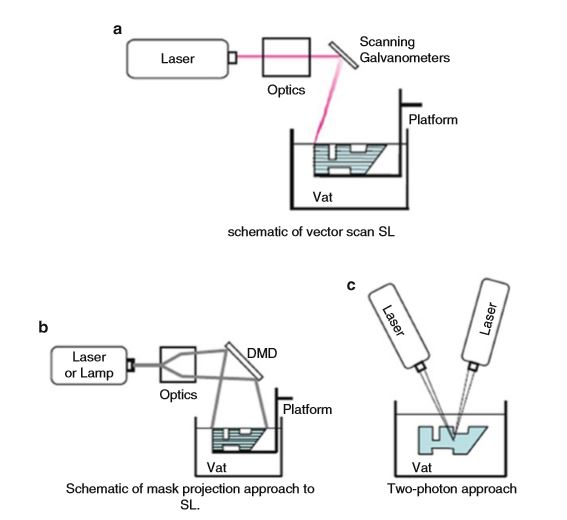 a
Laser
Optics
Scanning
Galvanometers
Platform
Vat
schematic of vector scan SL
b
Laser
or Lamp
Optics
DMD
Platform
Vat
Schematic of mask projection approach to
SL.
c
Laser
Laser
Vat
Two-photon approach